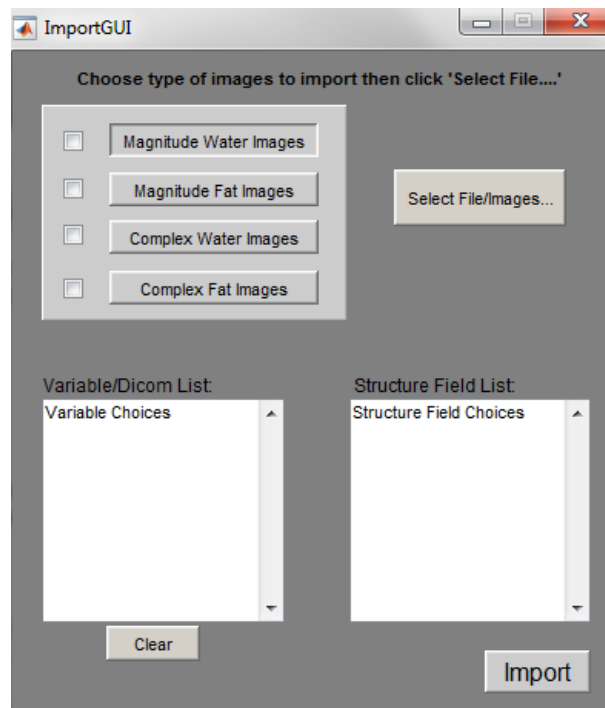 ImportGUI
Choose type of images to import then click 'Select File....'
Magnitude Water Images
Magnitude Fat Images
Select File/Images...
Complex Water Images
Complex Fat Images
Variable/Dicom List:
Structure Field List:
Variable Choices
Structure Field Choices
Clear
Import